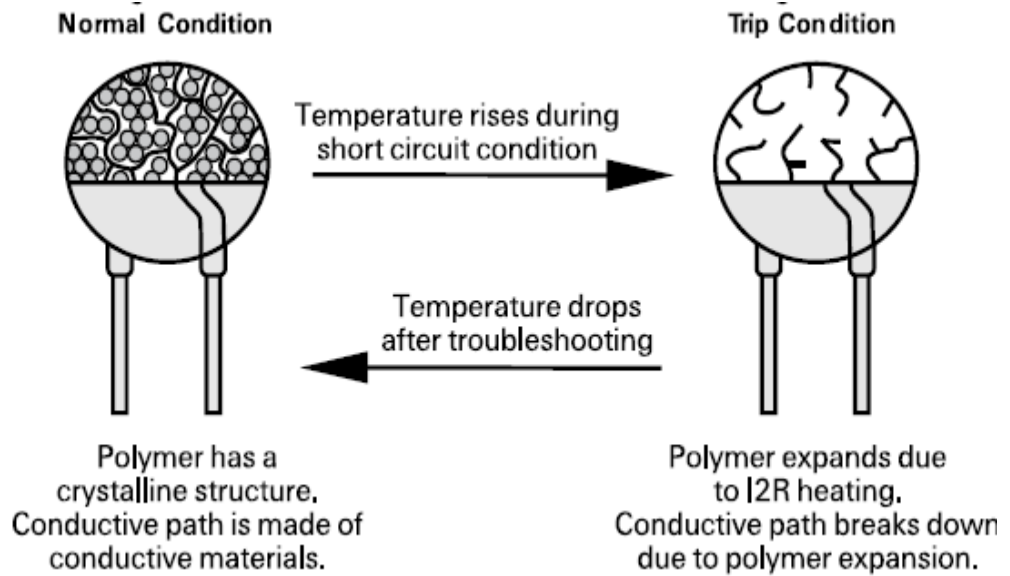 Normal Condition
Trip Condition
Temperature rises during
short circuit condition
Temperature drops
after troubleshooting
Polymer has a
crystalline structure.
Conductive path is made of
conductive materials.
Polymer expands due
to I2R heating.
Conductive path breaks down
due to polymer expansion.